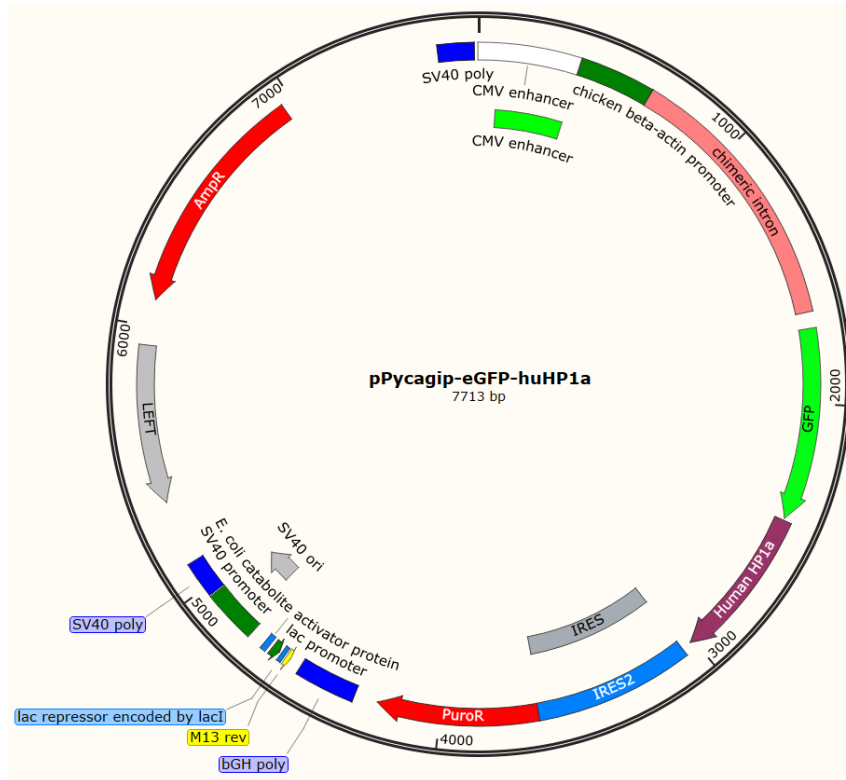 SV40 poly
CMV enhancer
CMV enhancer
chicken beta-actin promoter
1000
chimeric intron
GFP
2000
Human HP1a
3000
IRES
IRES2
PuroR
4000
bGH poly
M13 rev
lac repressor encoded by lacI
lac promoter
E. coli catabolite activator protein
SV40 promoter
SV40 ori
5000
SV40 poly
LEFT
6000
AmpR
7000
pPycagip-eGFP-huHP1a
7713 bp